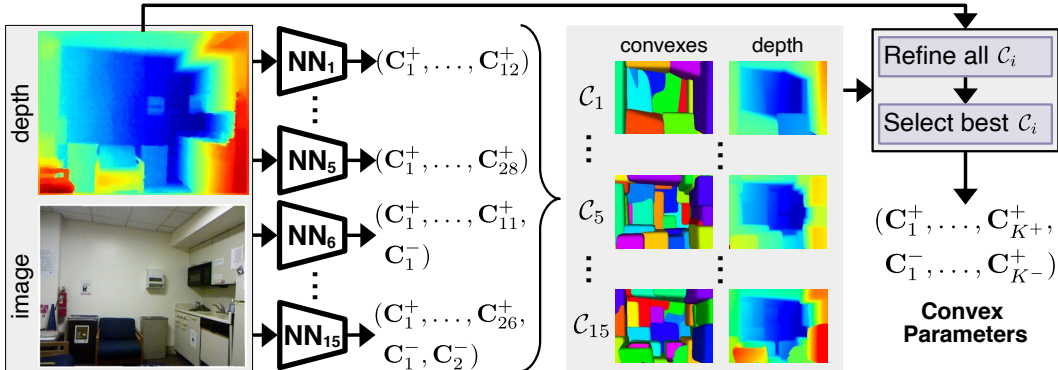 depth
image
NN₁
(C₁⁺, . . . , C₁₂⁺)
NN₅
(C₁⁺, . . . , C₂₈⁺)
NN₆
(C₁⁺, . . . , C₁₁⁺,
C₁⁻)
NN₁₅
(C₁⁺, . . . , C₂₆⁺,
C₁⁻, C₂⁻)
convexes depth
𝒞₁
𝒞₅
𝒞₁₅
Refine all 𝒞ᵢ
Select best 𝒞ᵢ
(C₁⁺, . . . , C_{K⁺}⁺,
C₁⁻, . . . , C_{K⁻}⁺)
Convex
Parameters